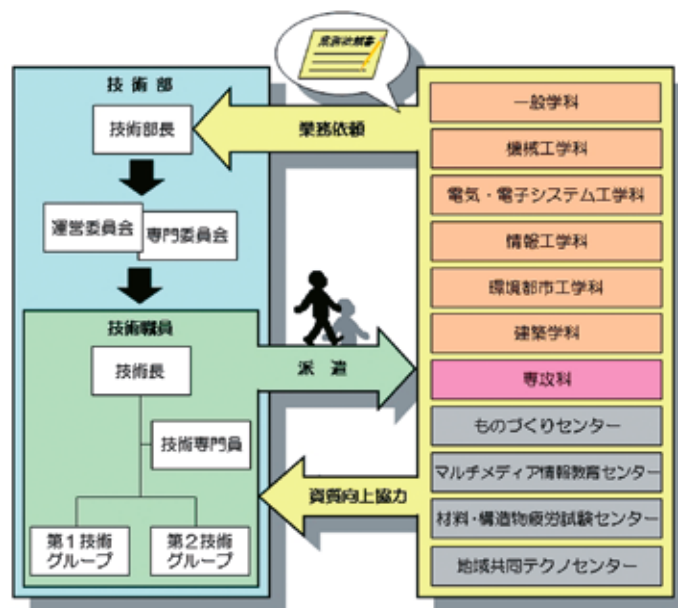 業務依頼書
技術部
技術部長
運営委員会
専門委員会
技術職員
技術長
技術専門員
第1技術
グループ
第2技術
グループ
業務依頼
派遣
資質向上協力
一般学科
機械工学科
電気・電子システム工学科
情報工学科
環境都市工学科
建築学科
専攻科
ものづくりセンター
マルチメディア情報教育センター
材料・構造物疲労試験センター
地域共同テクノセンター